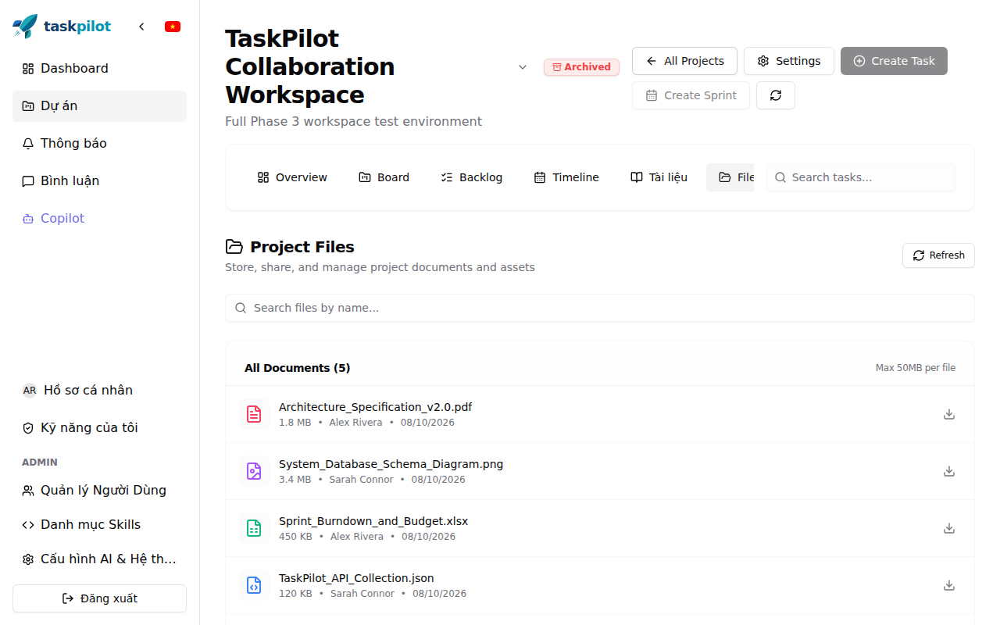 taskpilot
Dashboard
Dự án
Thông báo
Bình luận
Copilot
AR Hồ sơ cá nhân
Kỹ năng của tôi
ADMIN
Quản lý Người Dùng
Danh mục Skills
Cấu hình AI & Hệ th...
Đăng xuất
TaskPilot
Collaboration
Workspace
Archived
Full Phase 3 workspace test environment
All Projects
Settings
Create Task
Create Sprint
Overview
Board
Backlog
Timeline
Tài liệu
File
Search tasks...
Project Files
Store, share, and manage project documents and assets
Refresh
Search files by name...
All Documents (5)
Max 50MB per file
Architecture_Specification_v2.0.pdf
1.8 MB • Alex Rivera • 08/10/2026
System_Database_Schema_Diagram.png
3.4 MB • Sarah Connor • 08/10/2026
Sprint_Burndown_and_Budget.xlsx
450 KB • Alex Rivera • 08/10/2026
TaskPilot_API_Collection.json
120 KB • Sarah Connor • 08/10/2026